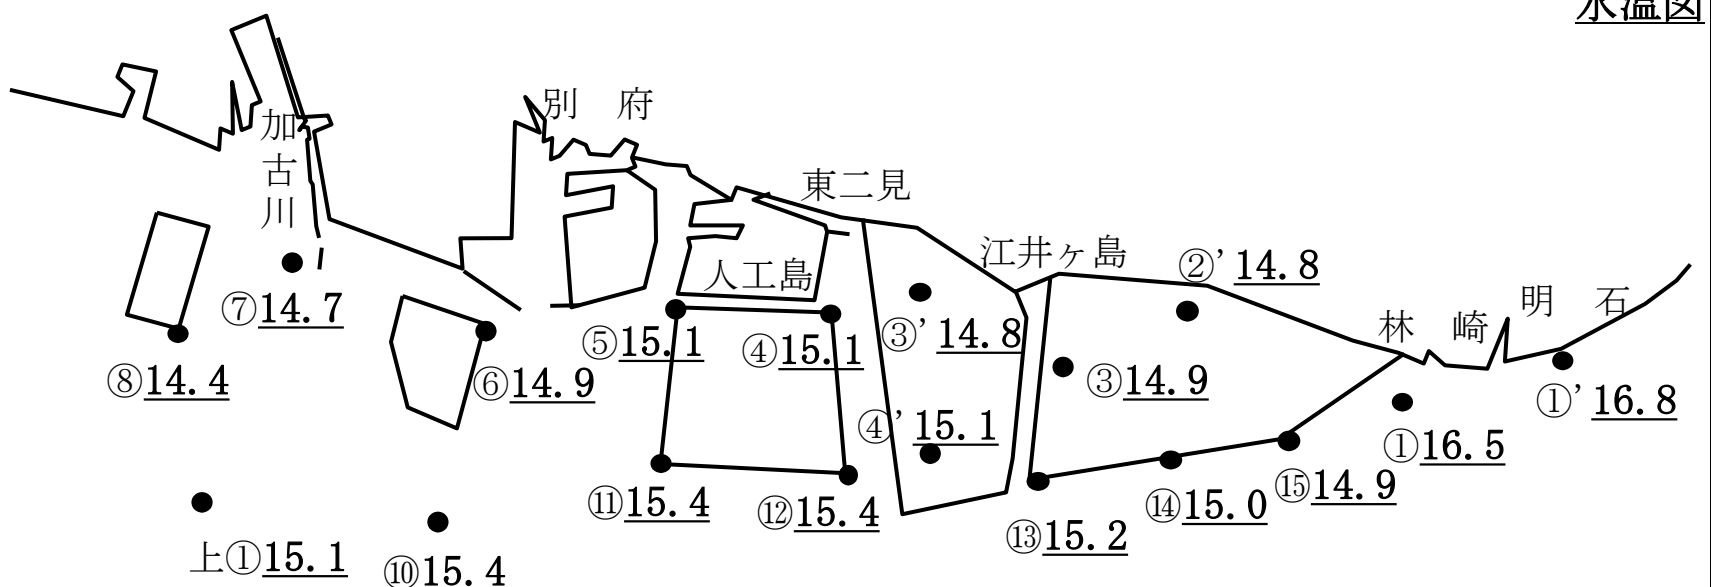 水温図
別 府
加古川
東二見
江井ヶ島
②' 14.8
人工島
明 石
林 崎
⑦14.7
③' 14.8
⑤15.1
④15.1
⑧14.4
⑥14.9
③14.9
①' 16.8
④' 15.1
①16.5
⑪15.4
⑫15.4
⑮14.9
⑭15.0
⑬15.2
上①15.1
⑩15.4